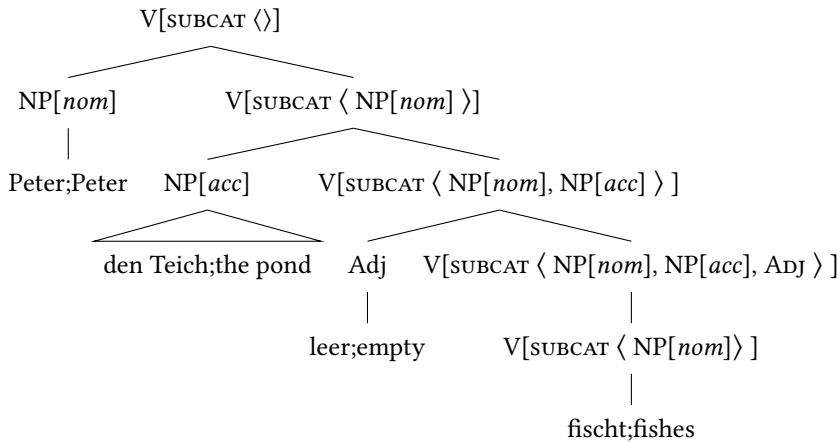 V[SUBCAT ⟨⟩]
NP[nom] V[SUBCAT ⟨ NP[nom] ⟩]
Peter;Peter NP[acc] V[SUBCAT ⟨ NP[nom], NP[acc] ⟩ ]
den Teich;the pond Adj V[SUBCAT ⟨ NP[nom], NP[acc], ADJ ⟩ ]
leer;empty V[SUBCAT ⟨ NP[nom]⟩ ]
fischt;fishes